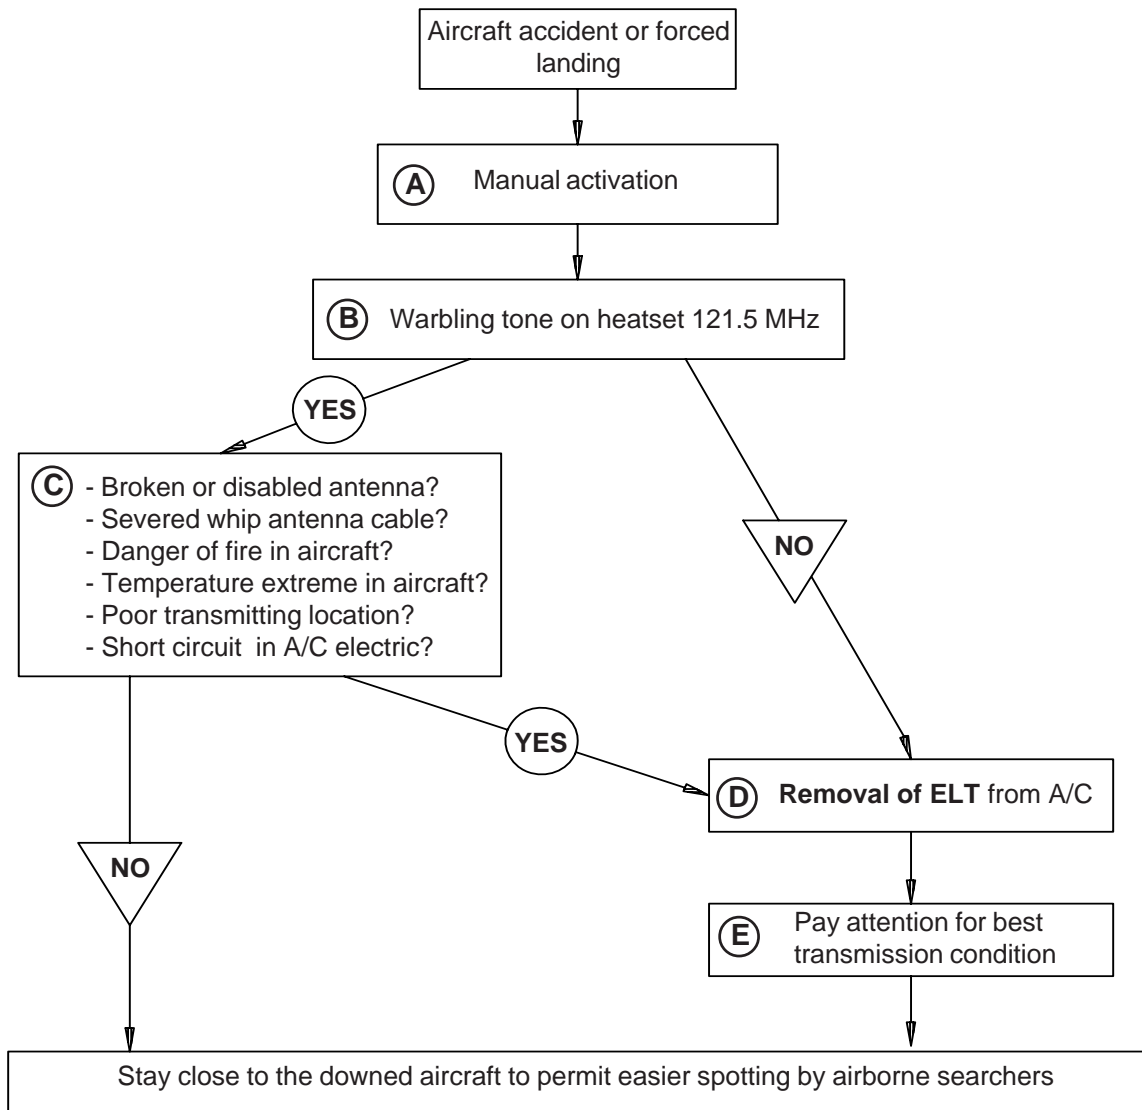 Aircraft accident or forced
landing
A Manual activation
B Warbling tone on heatset 121.5 MHz
YES
C - Broken or disabled antenna?
- Severed whip antenna cable?
- Danger of fire in aircraft?
- Temperature extreme in aircraft?
- Poor transmitting location?
- Short circuit in A/C electric?
NO
YES
D Removal of ELT from A/C
NO
E Pay attention for best
transmission condition
Stay close to the downed aircraft to permit easier spotting by airborne searchers